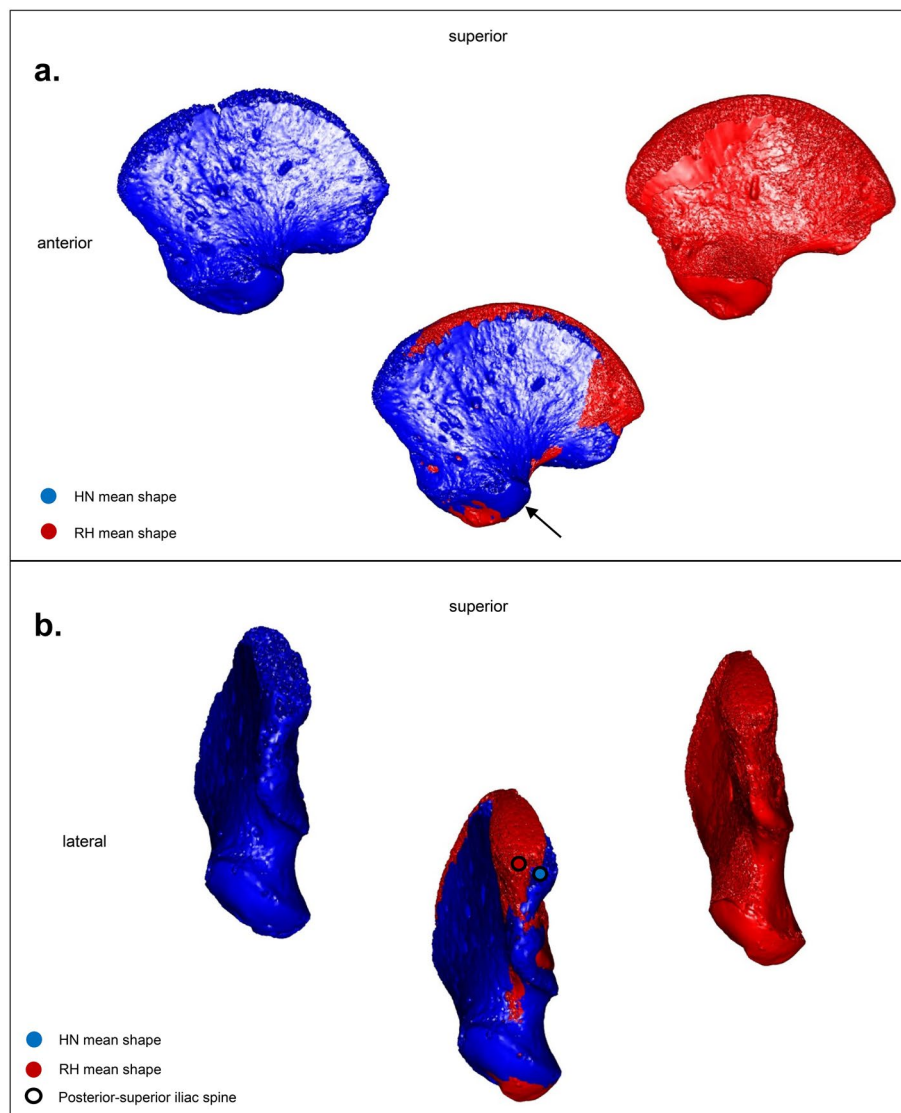 superior
a.
anterior
HN mean shape
RH mean shape
superior
b.
lateral
HN mean shape
RH mean shape
Posterior-superior iliac spine